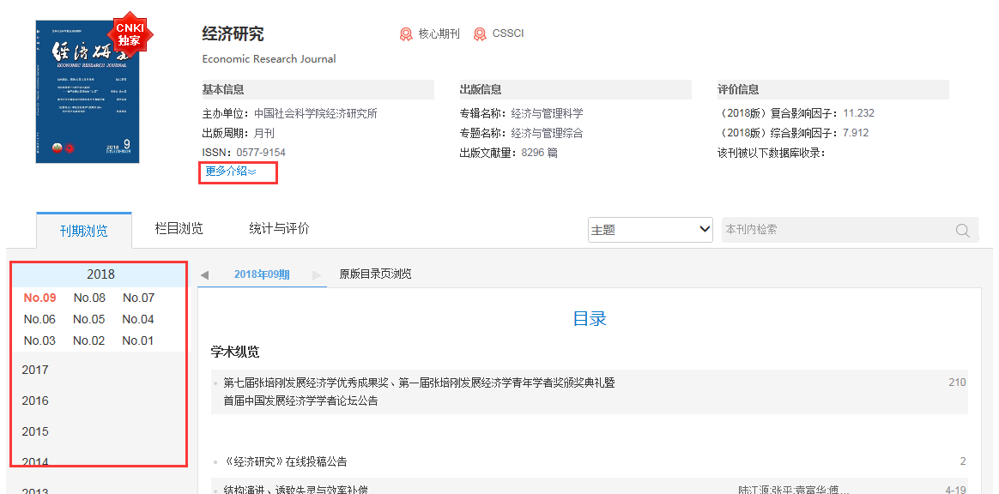 CNKI
独家
经济研究
ECONOMIC RESEARCH JOURNAL
2018 9
经济研究
核心期刊
CSSCI
Economic Research Journal
基本信息
主办单位：中国社会科学院经济研究所
出版周期：月刊
ISSN：0577-9154
更多介绍
出版信息
专辑名称：经济与管理科学
专题名称：经济与管理综合
出版文献量：8296 篇
评价信息
（2018版）复合影响因子：11.232
（2018版）综合影响因子：7.912
该刊被以下数据库收录：
刊期浏览
栏目浏览
统计与评价
主题
本刊内检索
2018
No.09 No.08 No.07
No.06 No.05 No.04
No.03 No.02 No.01
2017
2016
2015
2014
2013
2018年09期
原版目录页浏览
目录
学术纵览
第七届张培刚发展经济学优秀成果奖、第一届张培刚发展经济学青年学者奖颁奖典礼暨 210
首届中国发展经济学学者论坛公告
《经济研究》在线投稿公告 2
结构演进、诱致失灵与效率补偿 陆江源;张平;袁富华;傅... 4-19